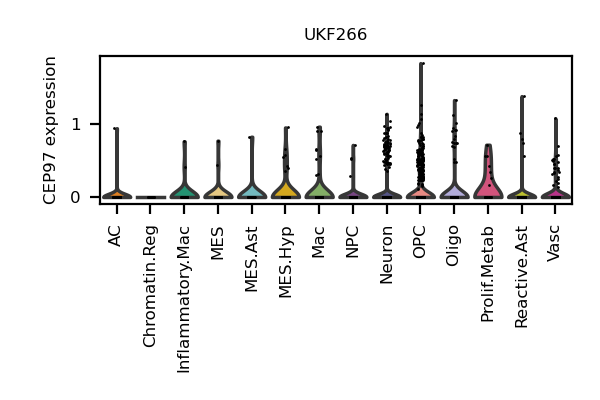 UKF266
CEP97 expression
1
0
AC
Chromatin.Reg
Inflammatory.Mac
MES
MES.Ast
MES.Hyp
Mac
NPC
Neuron
OPC
Oligo
Prolif.Metab
Reactive.Ast
Vasc